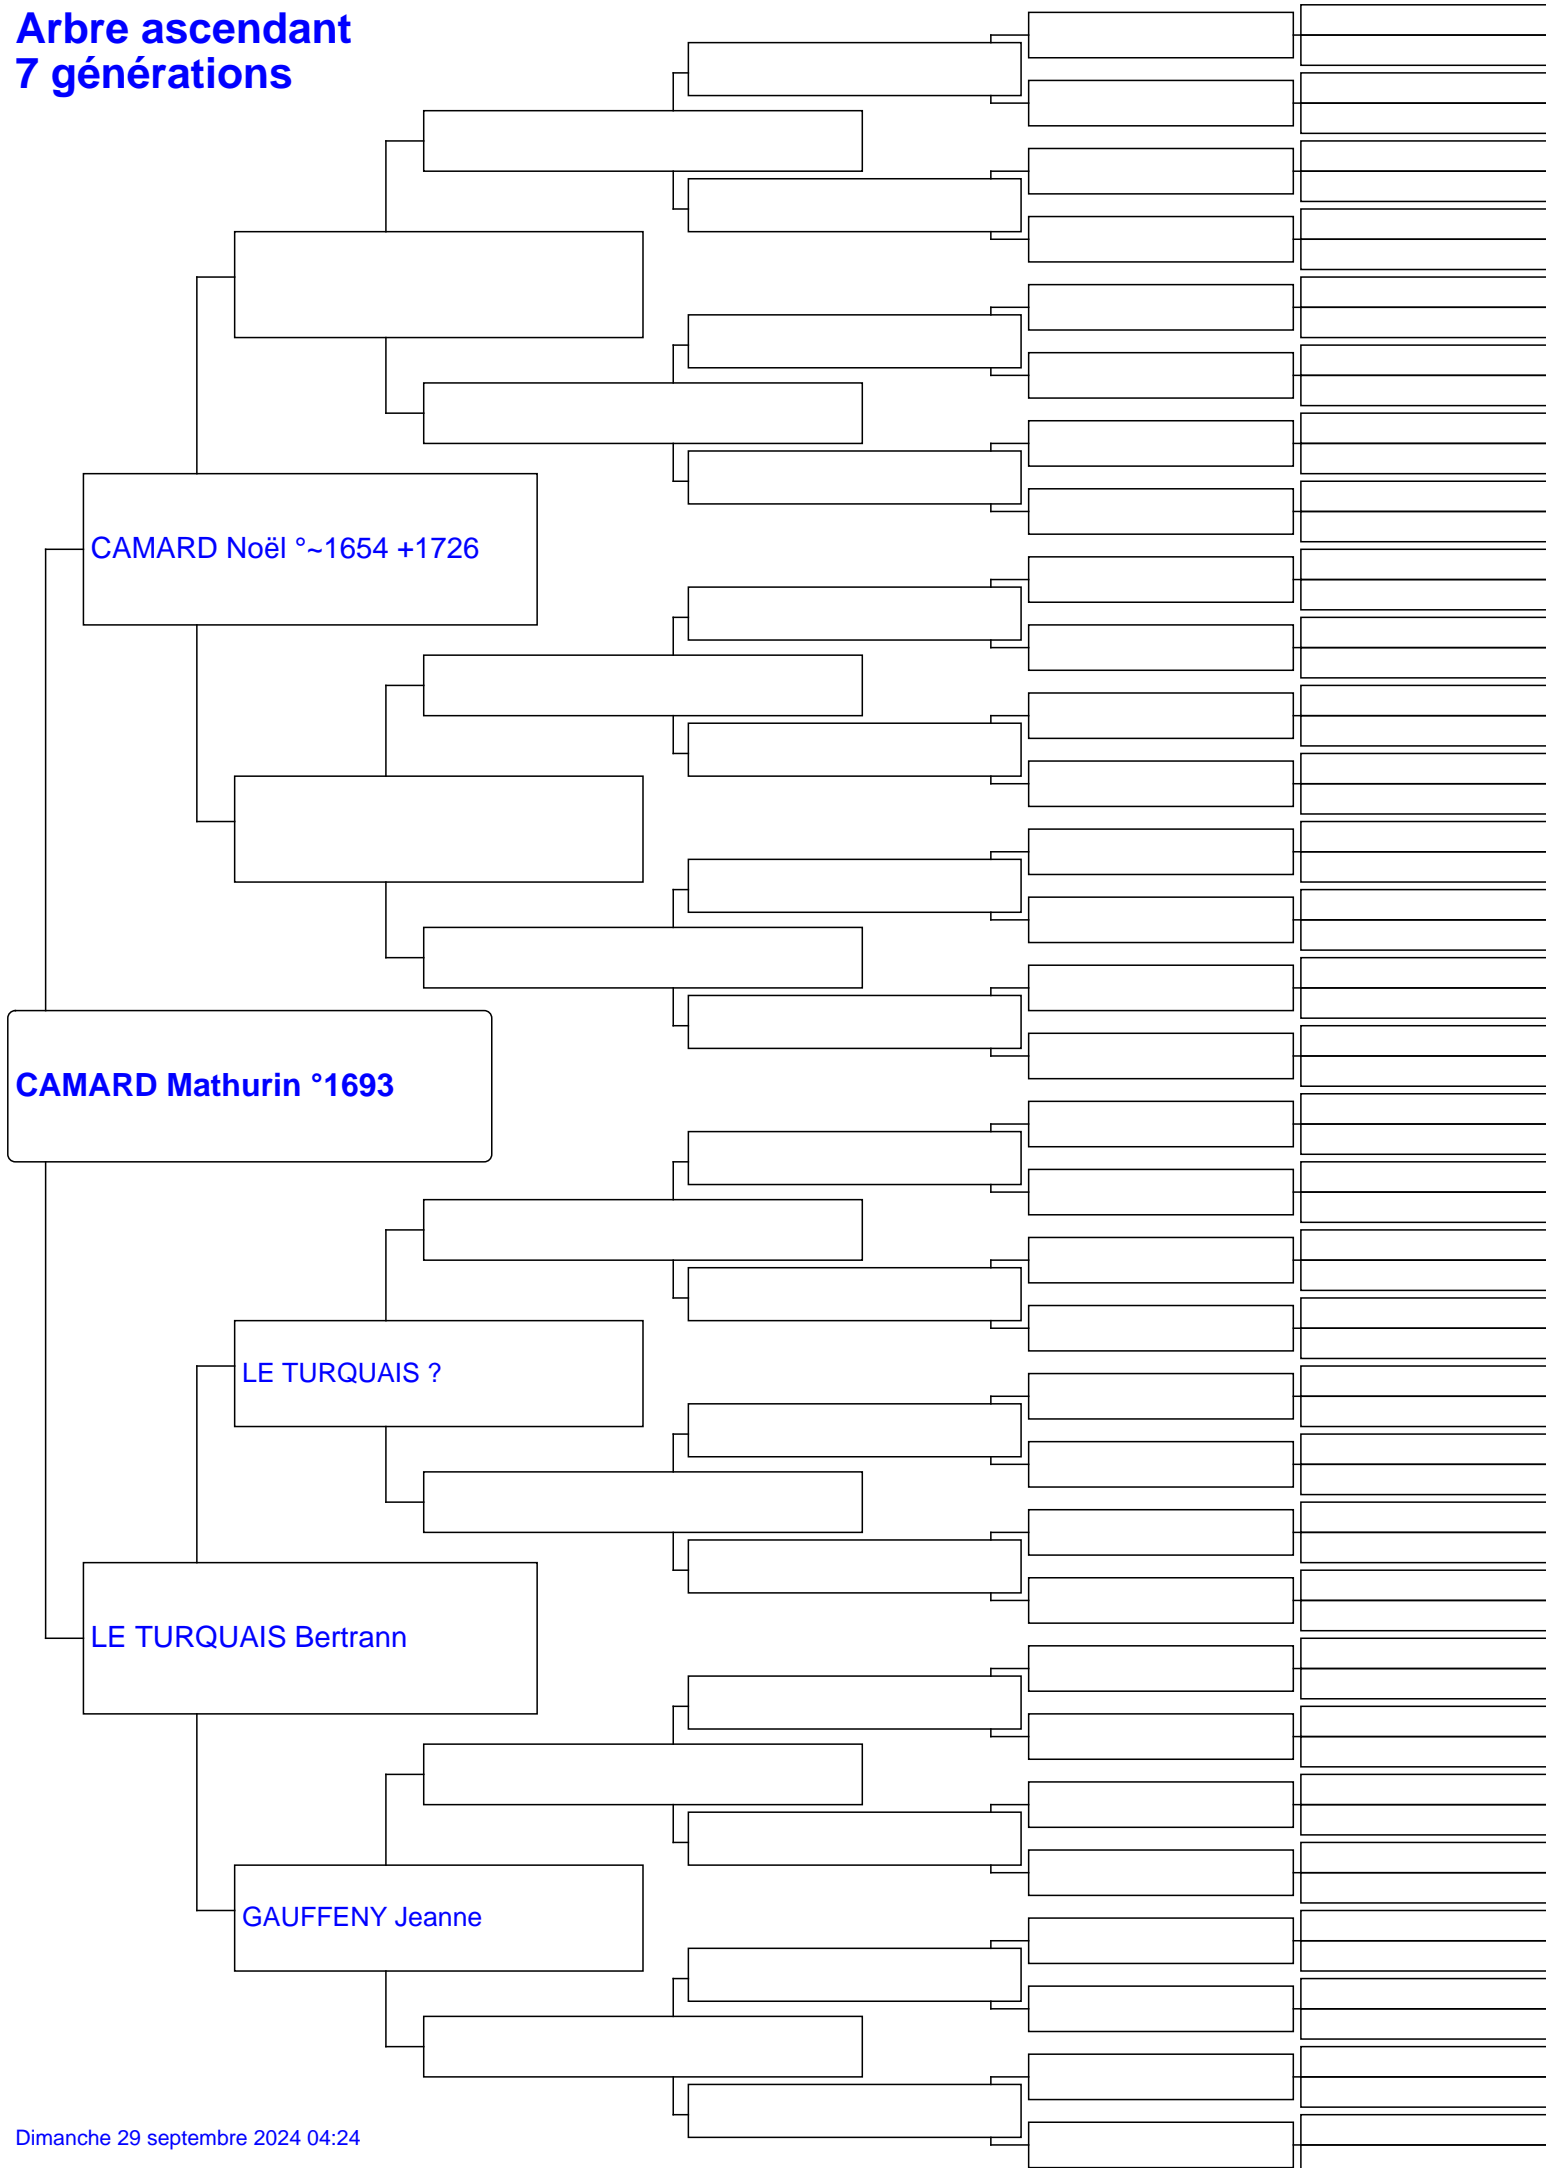 Arbre ascendant
7 générations
CAMARD Noël °~1654 +1726
CAMARD Mathurin °1693
LE TURQUAIS ?
LE TURQUAIS Bertrann
GAUFFENY Jeanne
Dimanche 29 septembre 2024 04:24